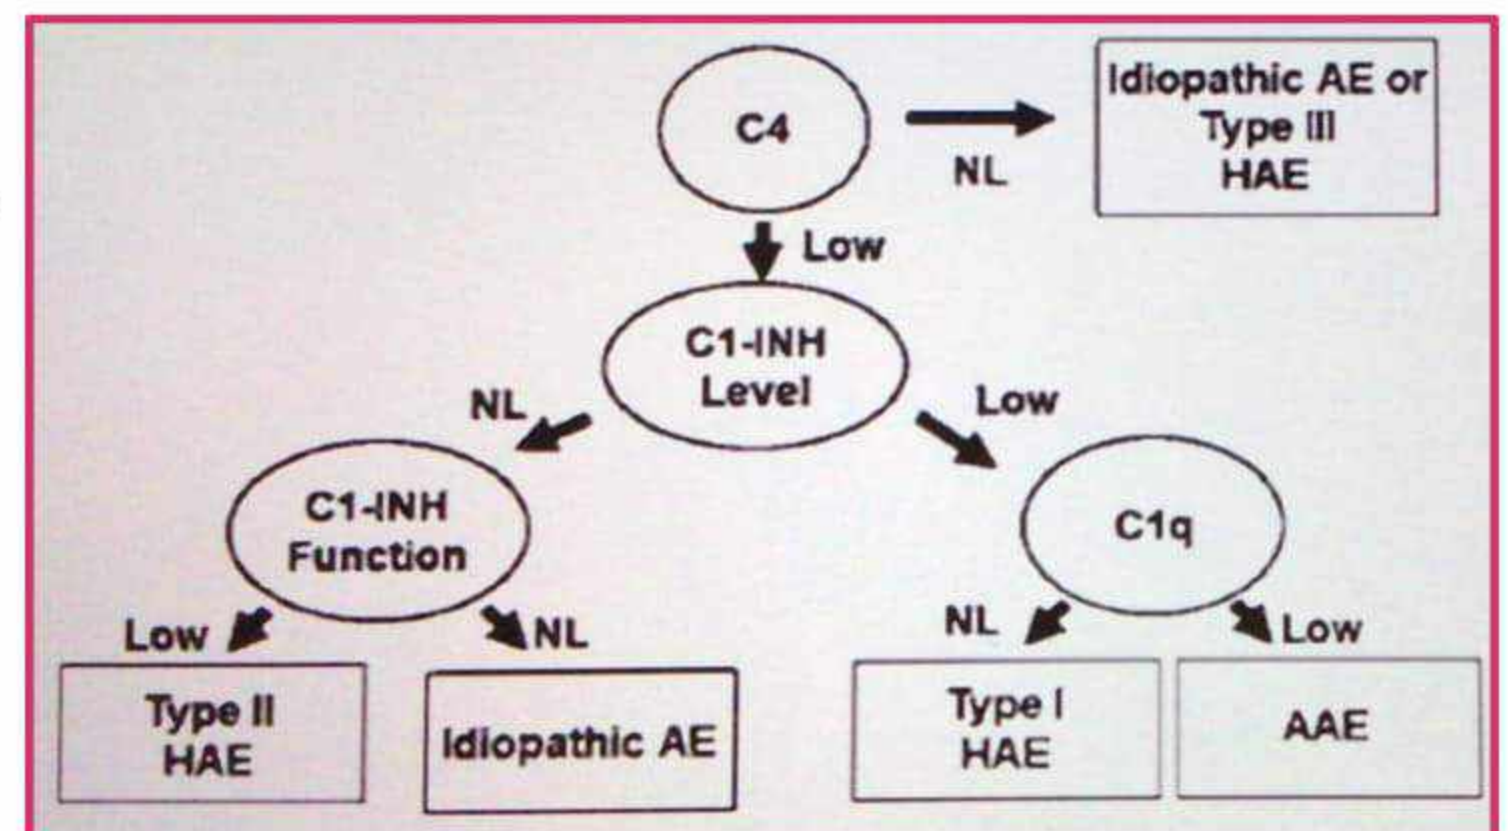 C4
NL
Idiopathic AE or
Type III
HAE
Low
C1-INH
Level
NL
Low
C1-INH
Function
C1q
Low
NL
NL
Low
Type II
HAE
Idiopathic AE
Type I
HAE
AAE